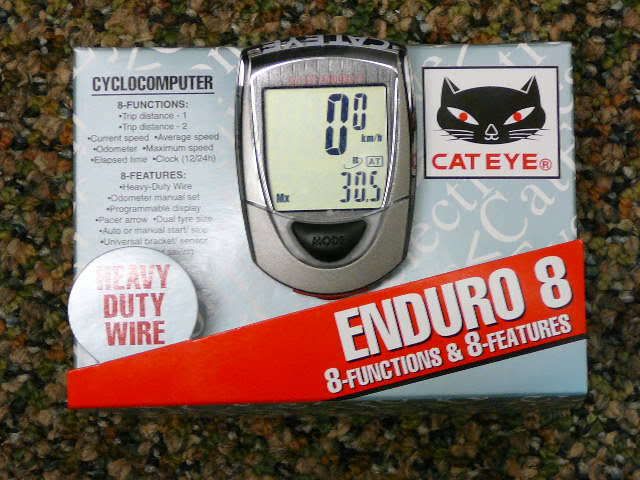 CATEYE
CYCLOCOMPUTER
8-FUNCTIONS:
•Trip distance - 1
•Trip distance - 2
•Current speed •Average speed
•Odometer •Maximum speed
•Elapsed time •Clock (12/24h)
8-FEATURES:
•Heavy-Duty Wire
•Odometer manual set
•Programmable display
•Pacer arrow •Dual tyre size
•Auto or manual start/ stop
•Universal bracket/ sensor
saving
00
km/h
B AT
Mx 30.5
MODE
CATEYE®
HEAVY
DUTY
WIRE
ENDURO 8
8-FUNCTIONS & 8-FEATURES